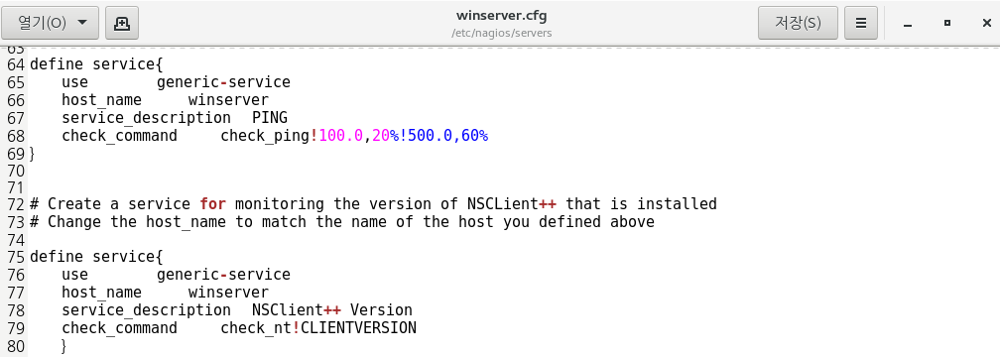 열기(O)
winserver.cfg
/etc/nagios/servers
저장(S)
63
64 define service{
65 use generic-service
66 host_name winserver
67 service_description PING
68 check_command check_ping!100.0,20%!500.0,60%
69 }
70
71
72 # Create a service for monitoring the version of NSCLient++ that is installed
73 # Change the host_name to match the name of the host you defined above
74
75 define service{
76 use generic-service
77 host_name winserver
78 service_description NSClient++ Version
79 check_command check_nt!CLIENTVERSION
80 }